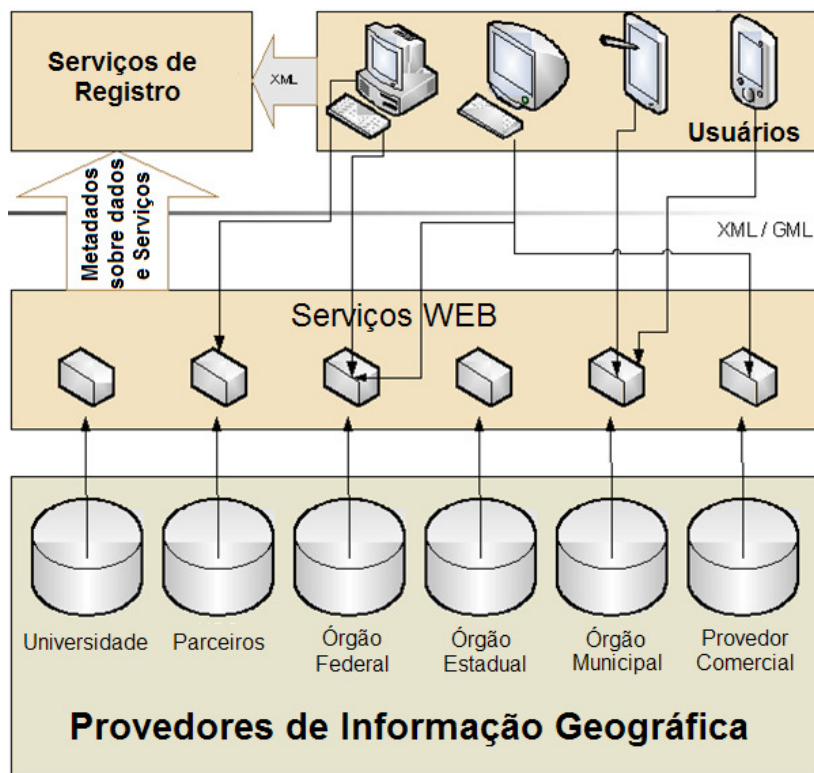 Serviços de
Registro
XML
Usuários
Metadados
sobre dados
e Serviços
XML / GML
Serviços WEB
Universidade
Parceiros
Órgão
Federal
Órgão
Estadual
Órgão
Municipal
Provedor
Comercial
Provedores de Informação Geográfica